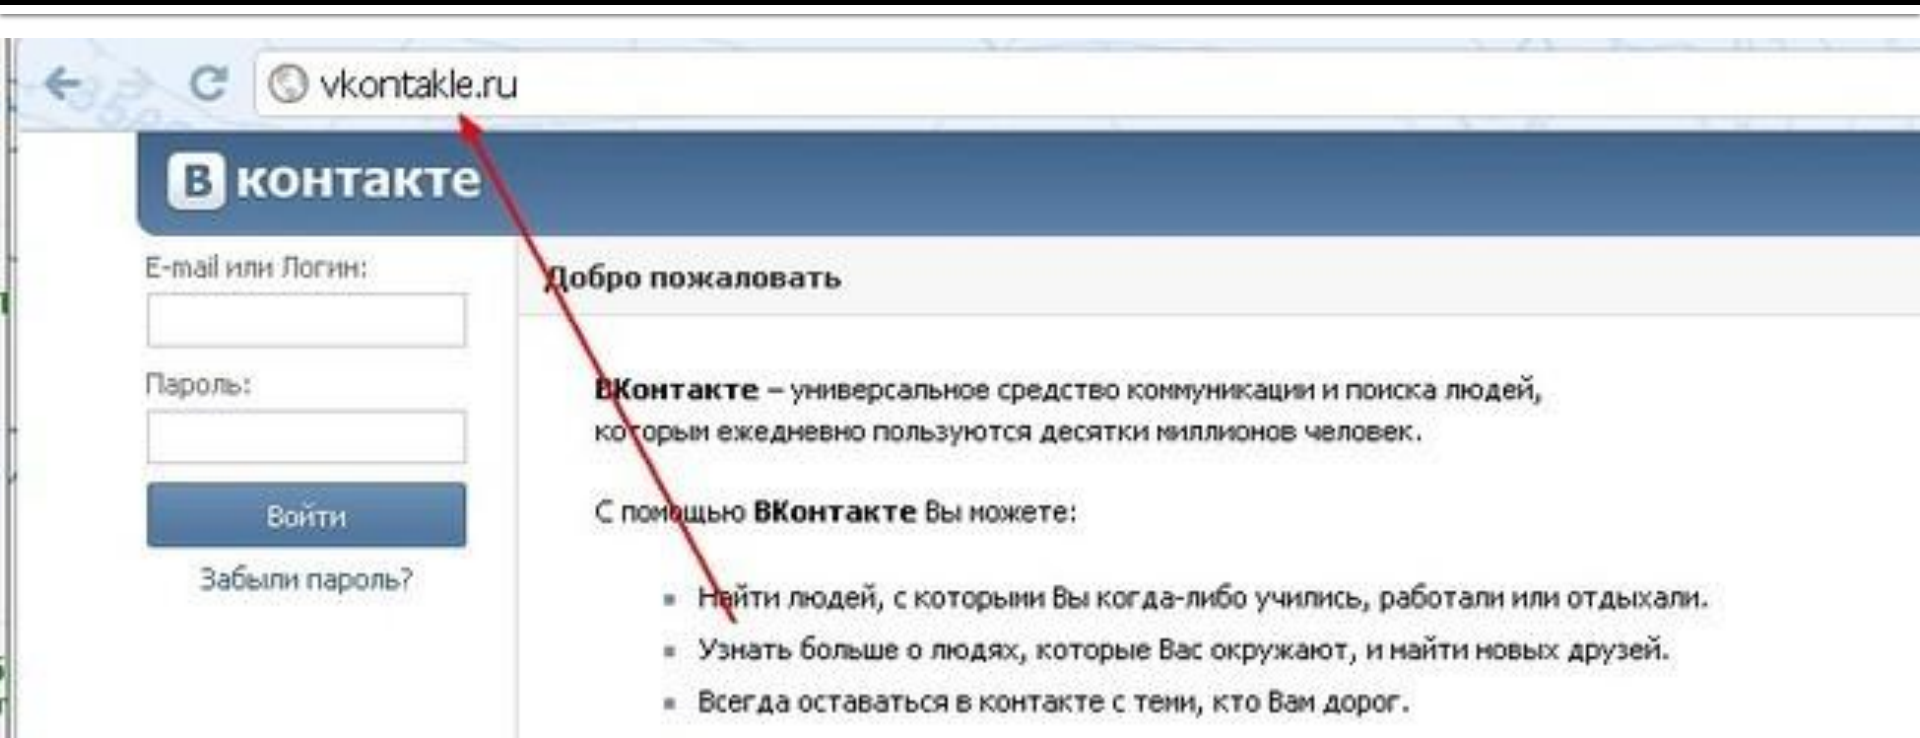 vkontakle.ru
В контакте
E-mail или Логин:
Пароль:
Войти
Забыли пароль?
Добро пожаловать
ВКонтакте – универсальное средство коммуникации и поиска людей,
которым ежедневно пользуются десятки миллионов человек.
С помощью ВКонтакте Вы можете:
Найти людей, с которыми Вы когда-либо учились, работали или отдыхали.
Узнать больше о людях, которые Вас окружают, и найти новых друзей.
Всегда оставаться в контакте с теми, кто Вам дорог.